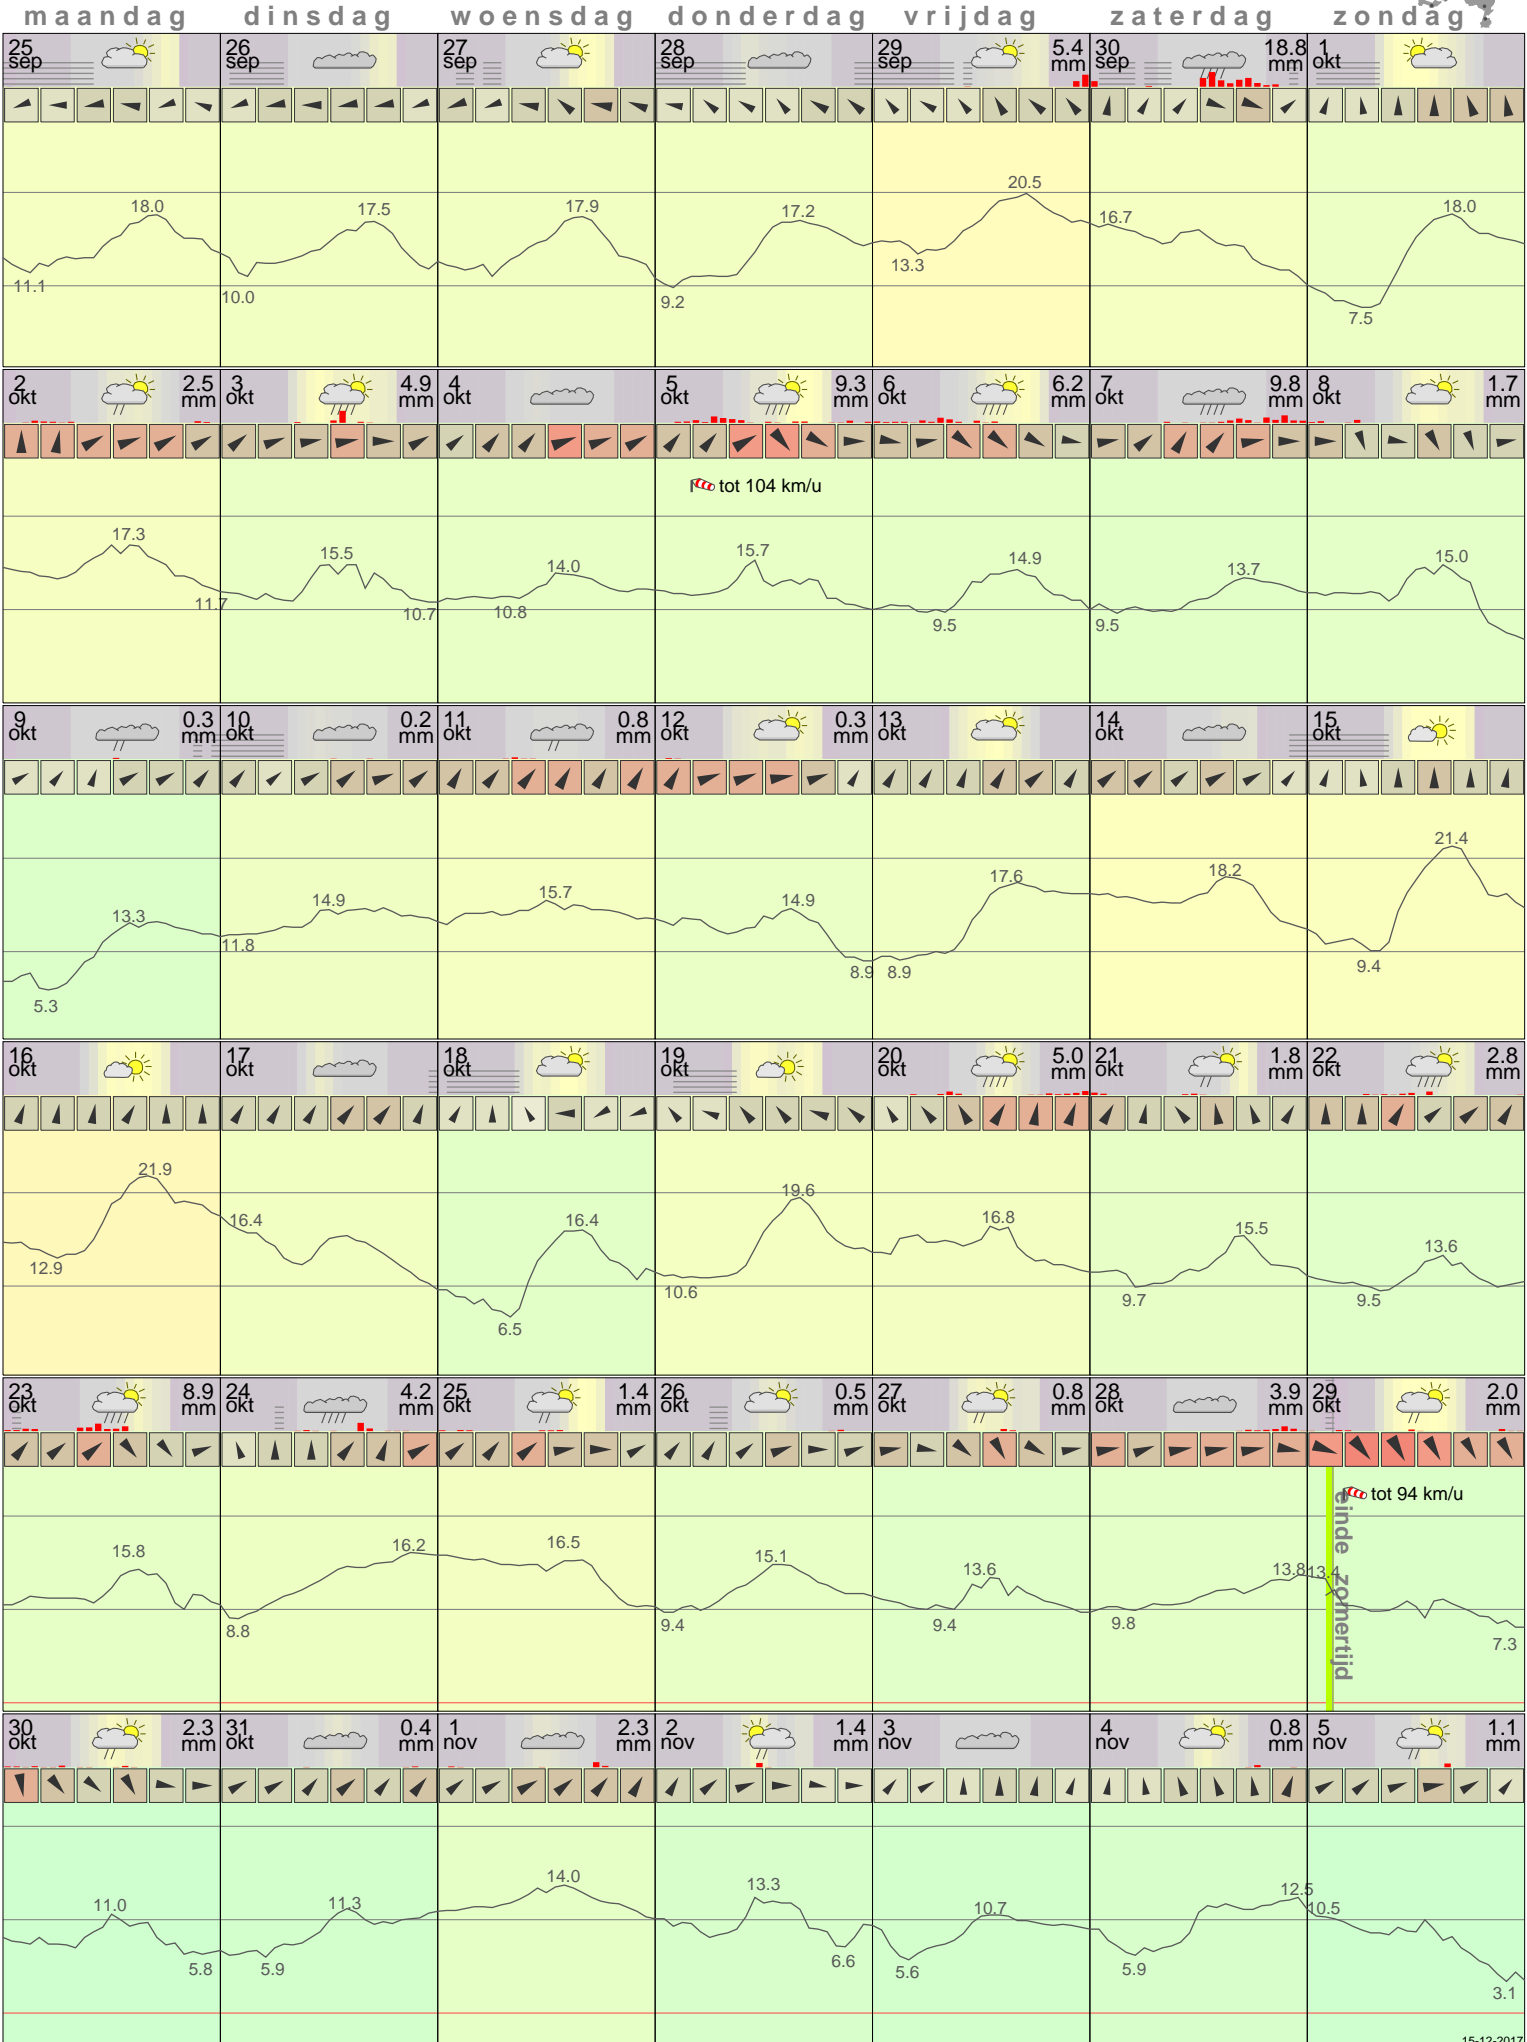 maandag dinsdag woensdag donderdag vrijdag zaterdag zondag
25 26 27 28 29 5.4 30 18.8 1
sep sep sep sep sep mm sep mm okt
18.0 17.5 17.9 17.2 20.5 16.7 18.0
11.1 10.0 9.2 13.3 7.5
2 2.5 3 4.9 4 5 9.3 6 6.2 7 9.8 8 1.7
okt mm okt mm okt okt mm okt mm okt mm okt mm
tot 104 km/u
17.3 15.5 14.0 15.7 14.9 13.7 15.0
11.7 10.7 10.8 9.5 9.5
9 0.3 10 0.2 11 0.8 12 0.3 13 14 15
okt mm okt mm okt mm okt mm okt okt okt
13.3 14.9 15.7 14.9 17.6 18.2 21.4
5.3 11.8 8.9 8.9 9.4
16 17 18 19 20 5.0 21 1.8 22 2.8
okt okt okt okt okt mm okt mm okt mm
21.9 16.4 16.4 19.6 16.8 15.5 13.6
12.9 6.5 10.6 9.7 9.5
23 8.9 24 4.2 25 1.4 26 0.5 27 0.8 28 3.9 29 2.0
okt mm okt mm okt mm okt mm okt mm okt mm okt mm
tot 94 km/u
einde zomertijd
15.8 16.2 16.5 15.1 13.6 13.8 13.4
8.8 9.4 9.4 9.8 7.3
30 2.3 31 0.4 1 2.3 2 1.4 3 4 0.8 5 1.1
okt mm okt mm nov mm nov mm nov nov mm nov mm
11.0 11.3 14.0 13.3 10.7 12.5 10.5
5.8 5.9 6.6 5.6 5.9 3.1
15-12-2017